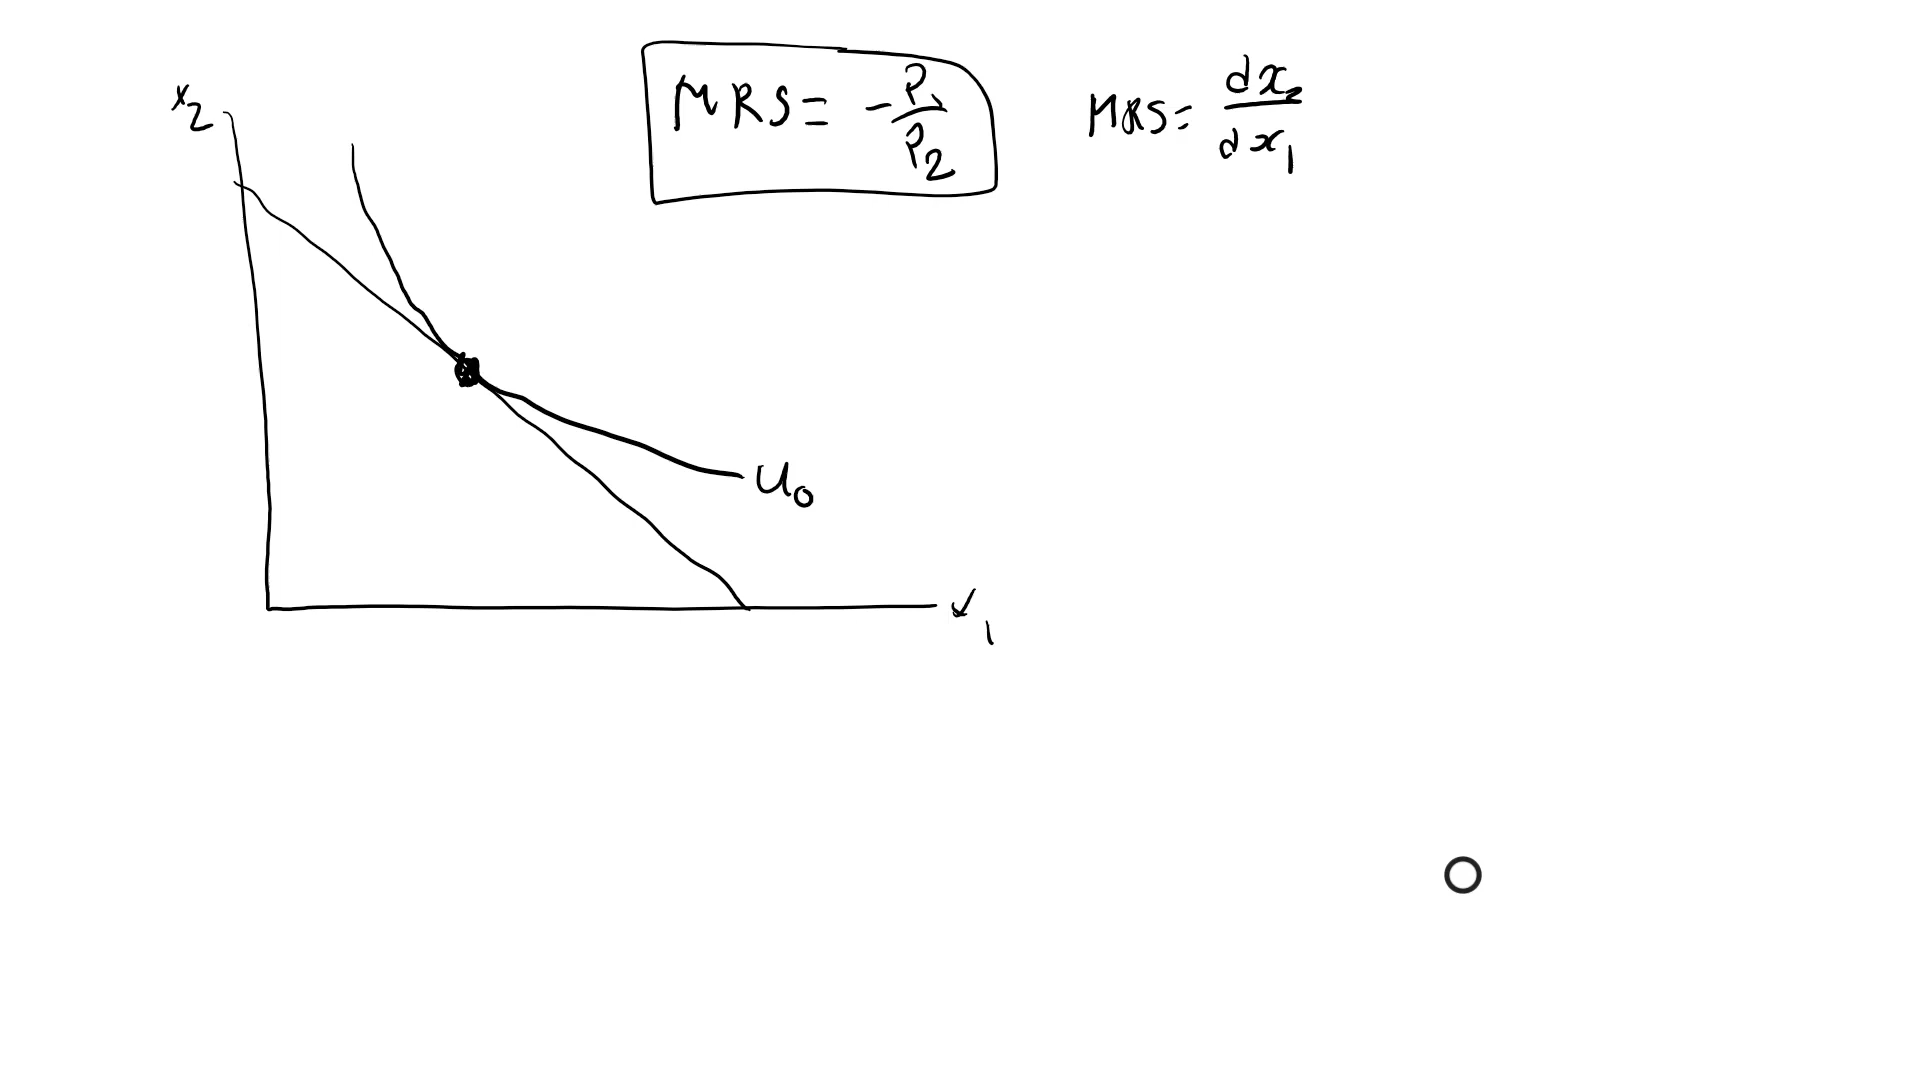 MRS = -P₁/P₂
MRS = dx₂/dx₁
x₂
U₀
x₁